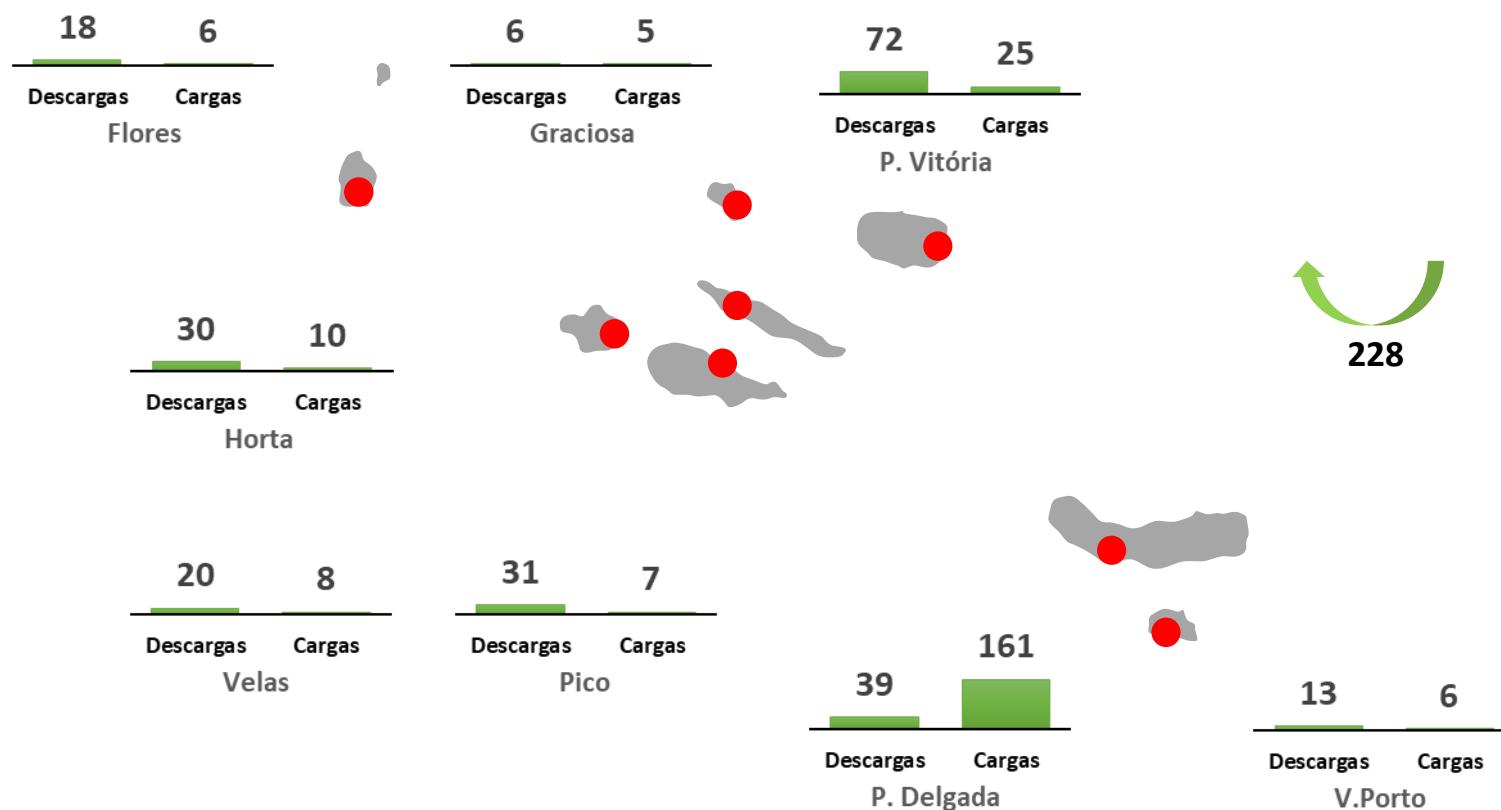 18 6
Descargas Cargas
Flores
6 5
Descargas Cargas
Graciosa
72 25
Descargas Cargas
P. Vitória
30 10
Descargas Cargas
Horta
228
20 8
Descargas Cargas
Velas
31 7
Descargas Cargas
Pico
39 161
Descargas Cargas
P. Delgada
13 6
Descargas Cargas
V.Porto